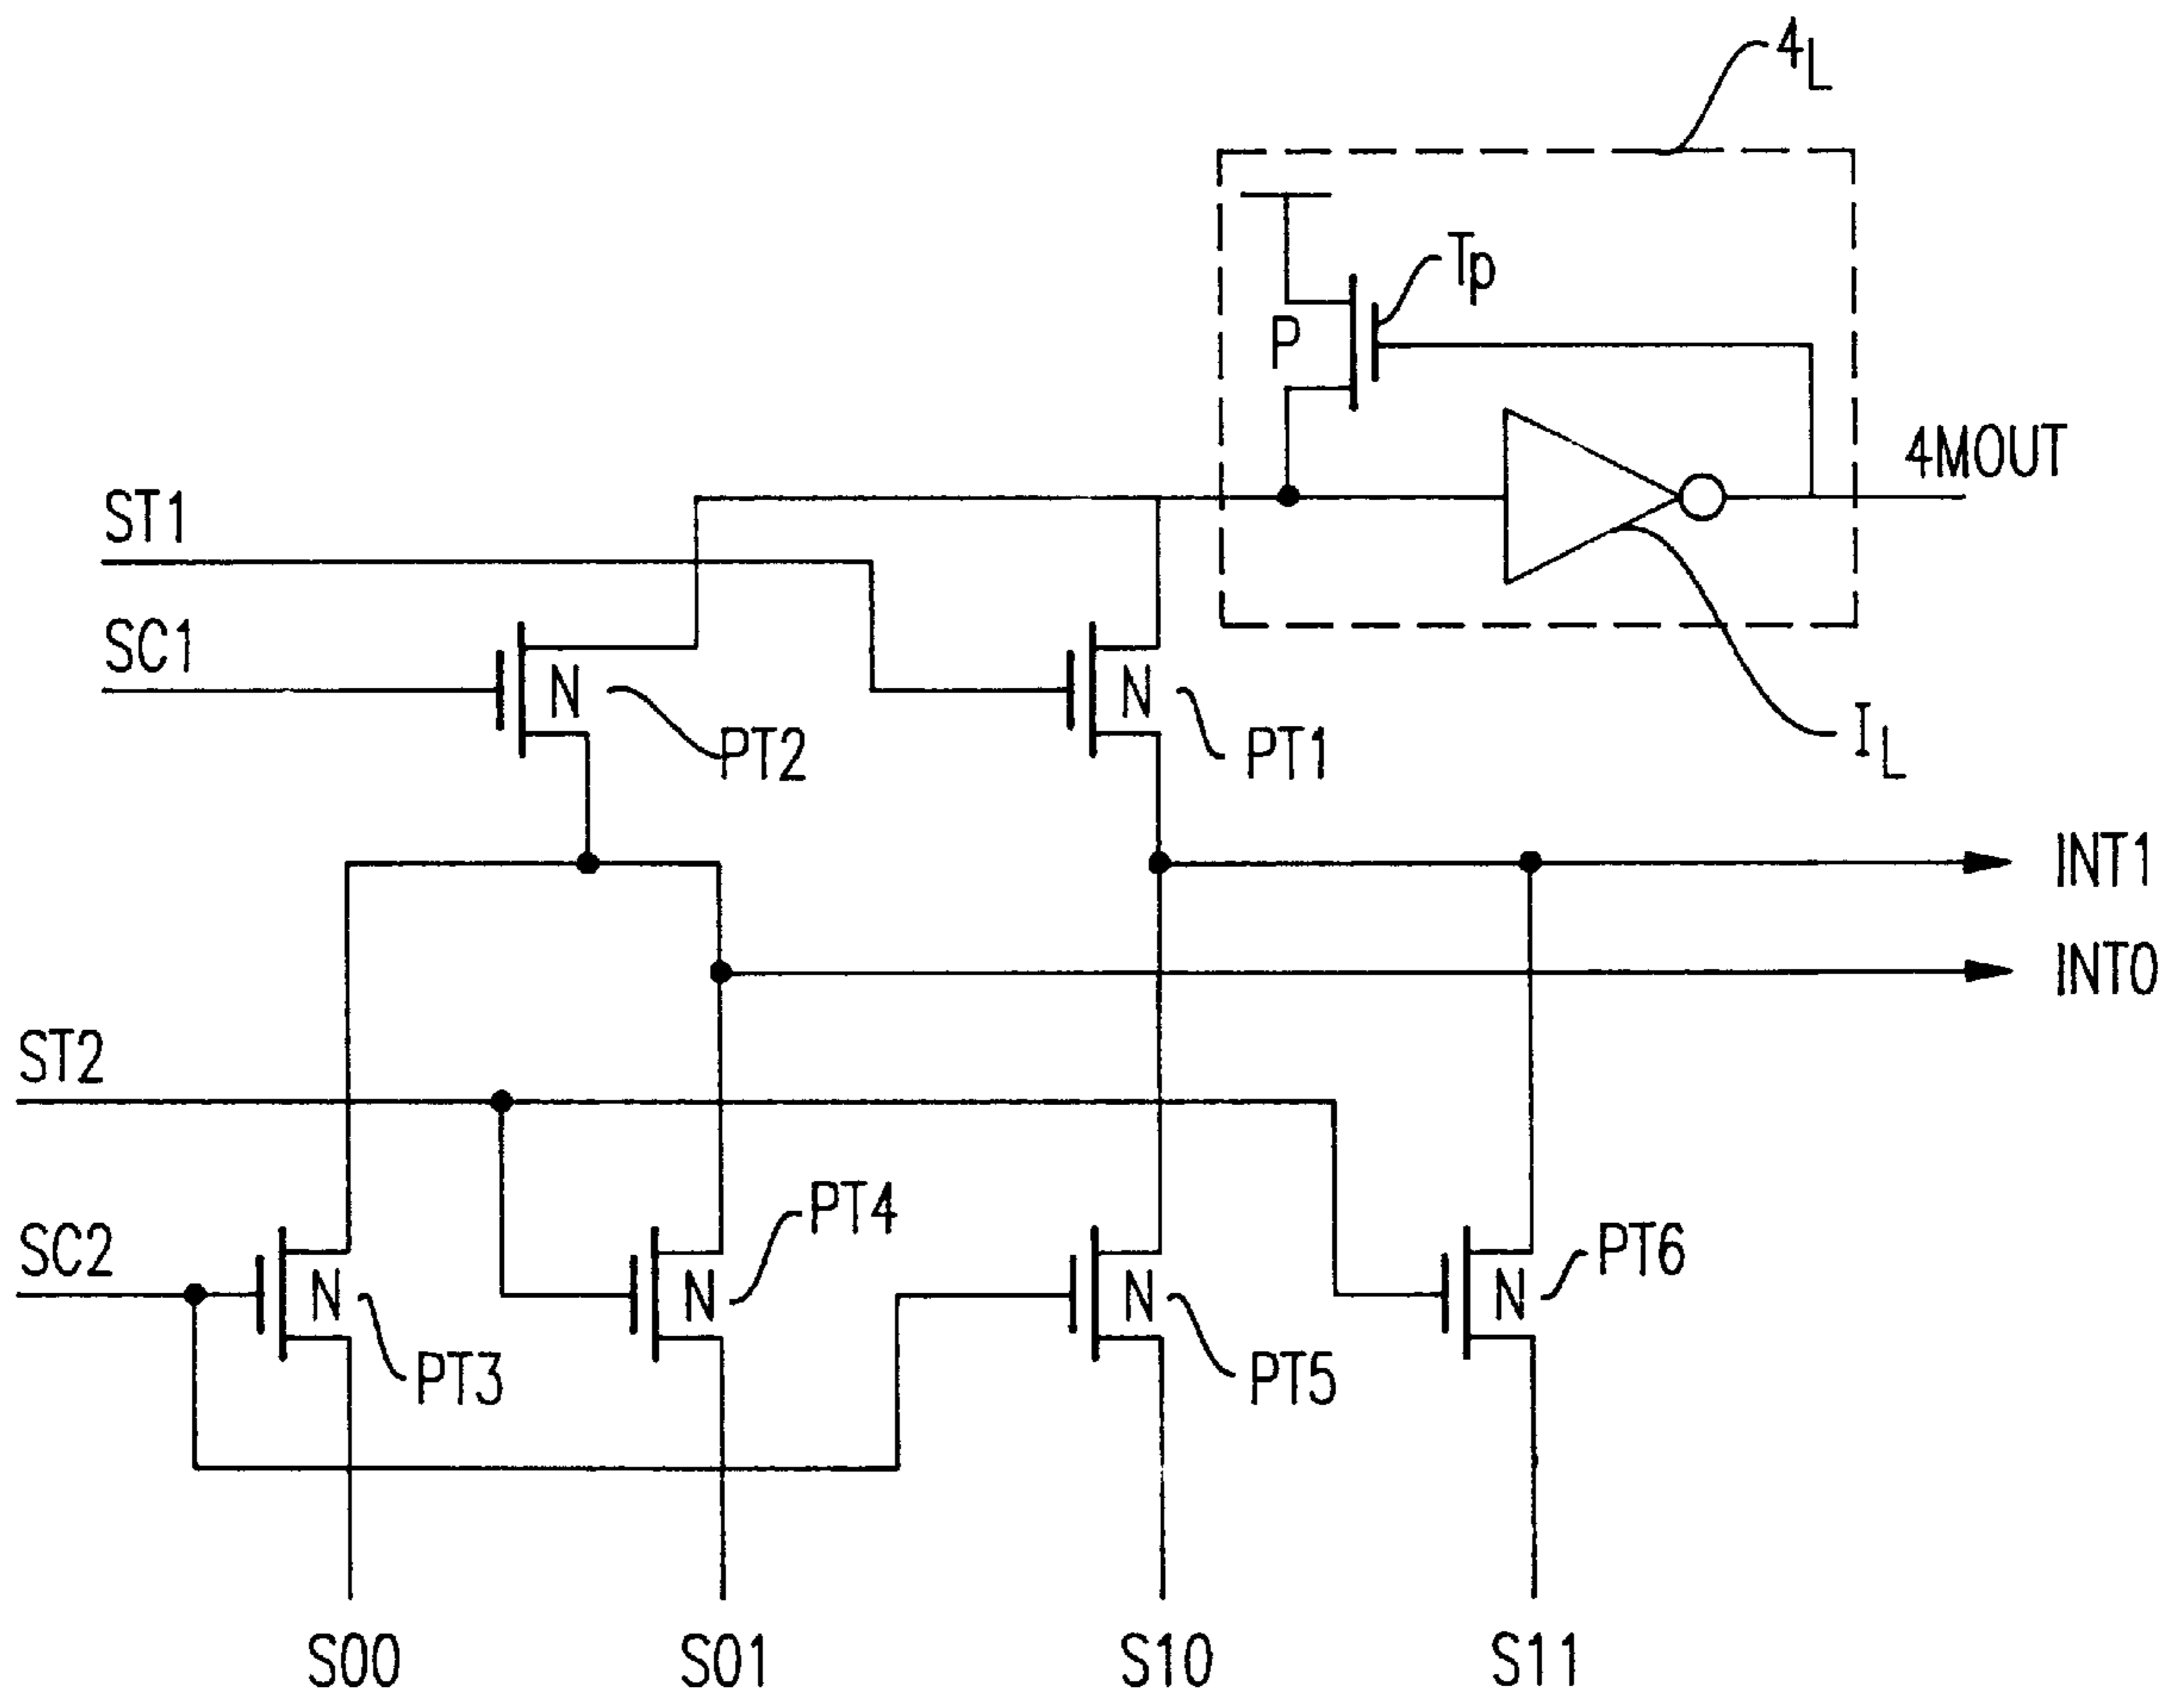 4L
Tp
P
4MOUT
ST1
SC1
N
PT2
N
PT1
IL
INT1
INT0
ST2
SC2
N
PT3
N
PT4
N
PT5
N
PT6
S00
S01
S10
S11